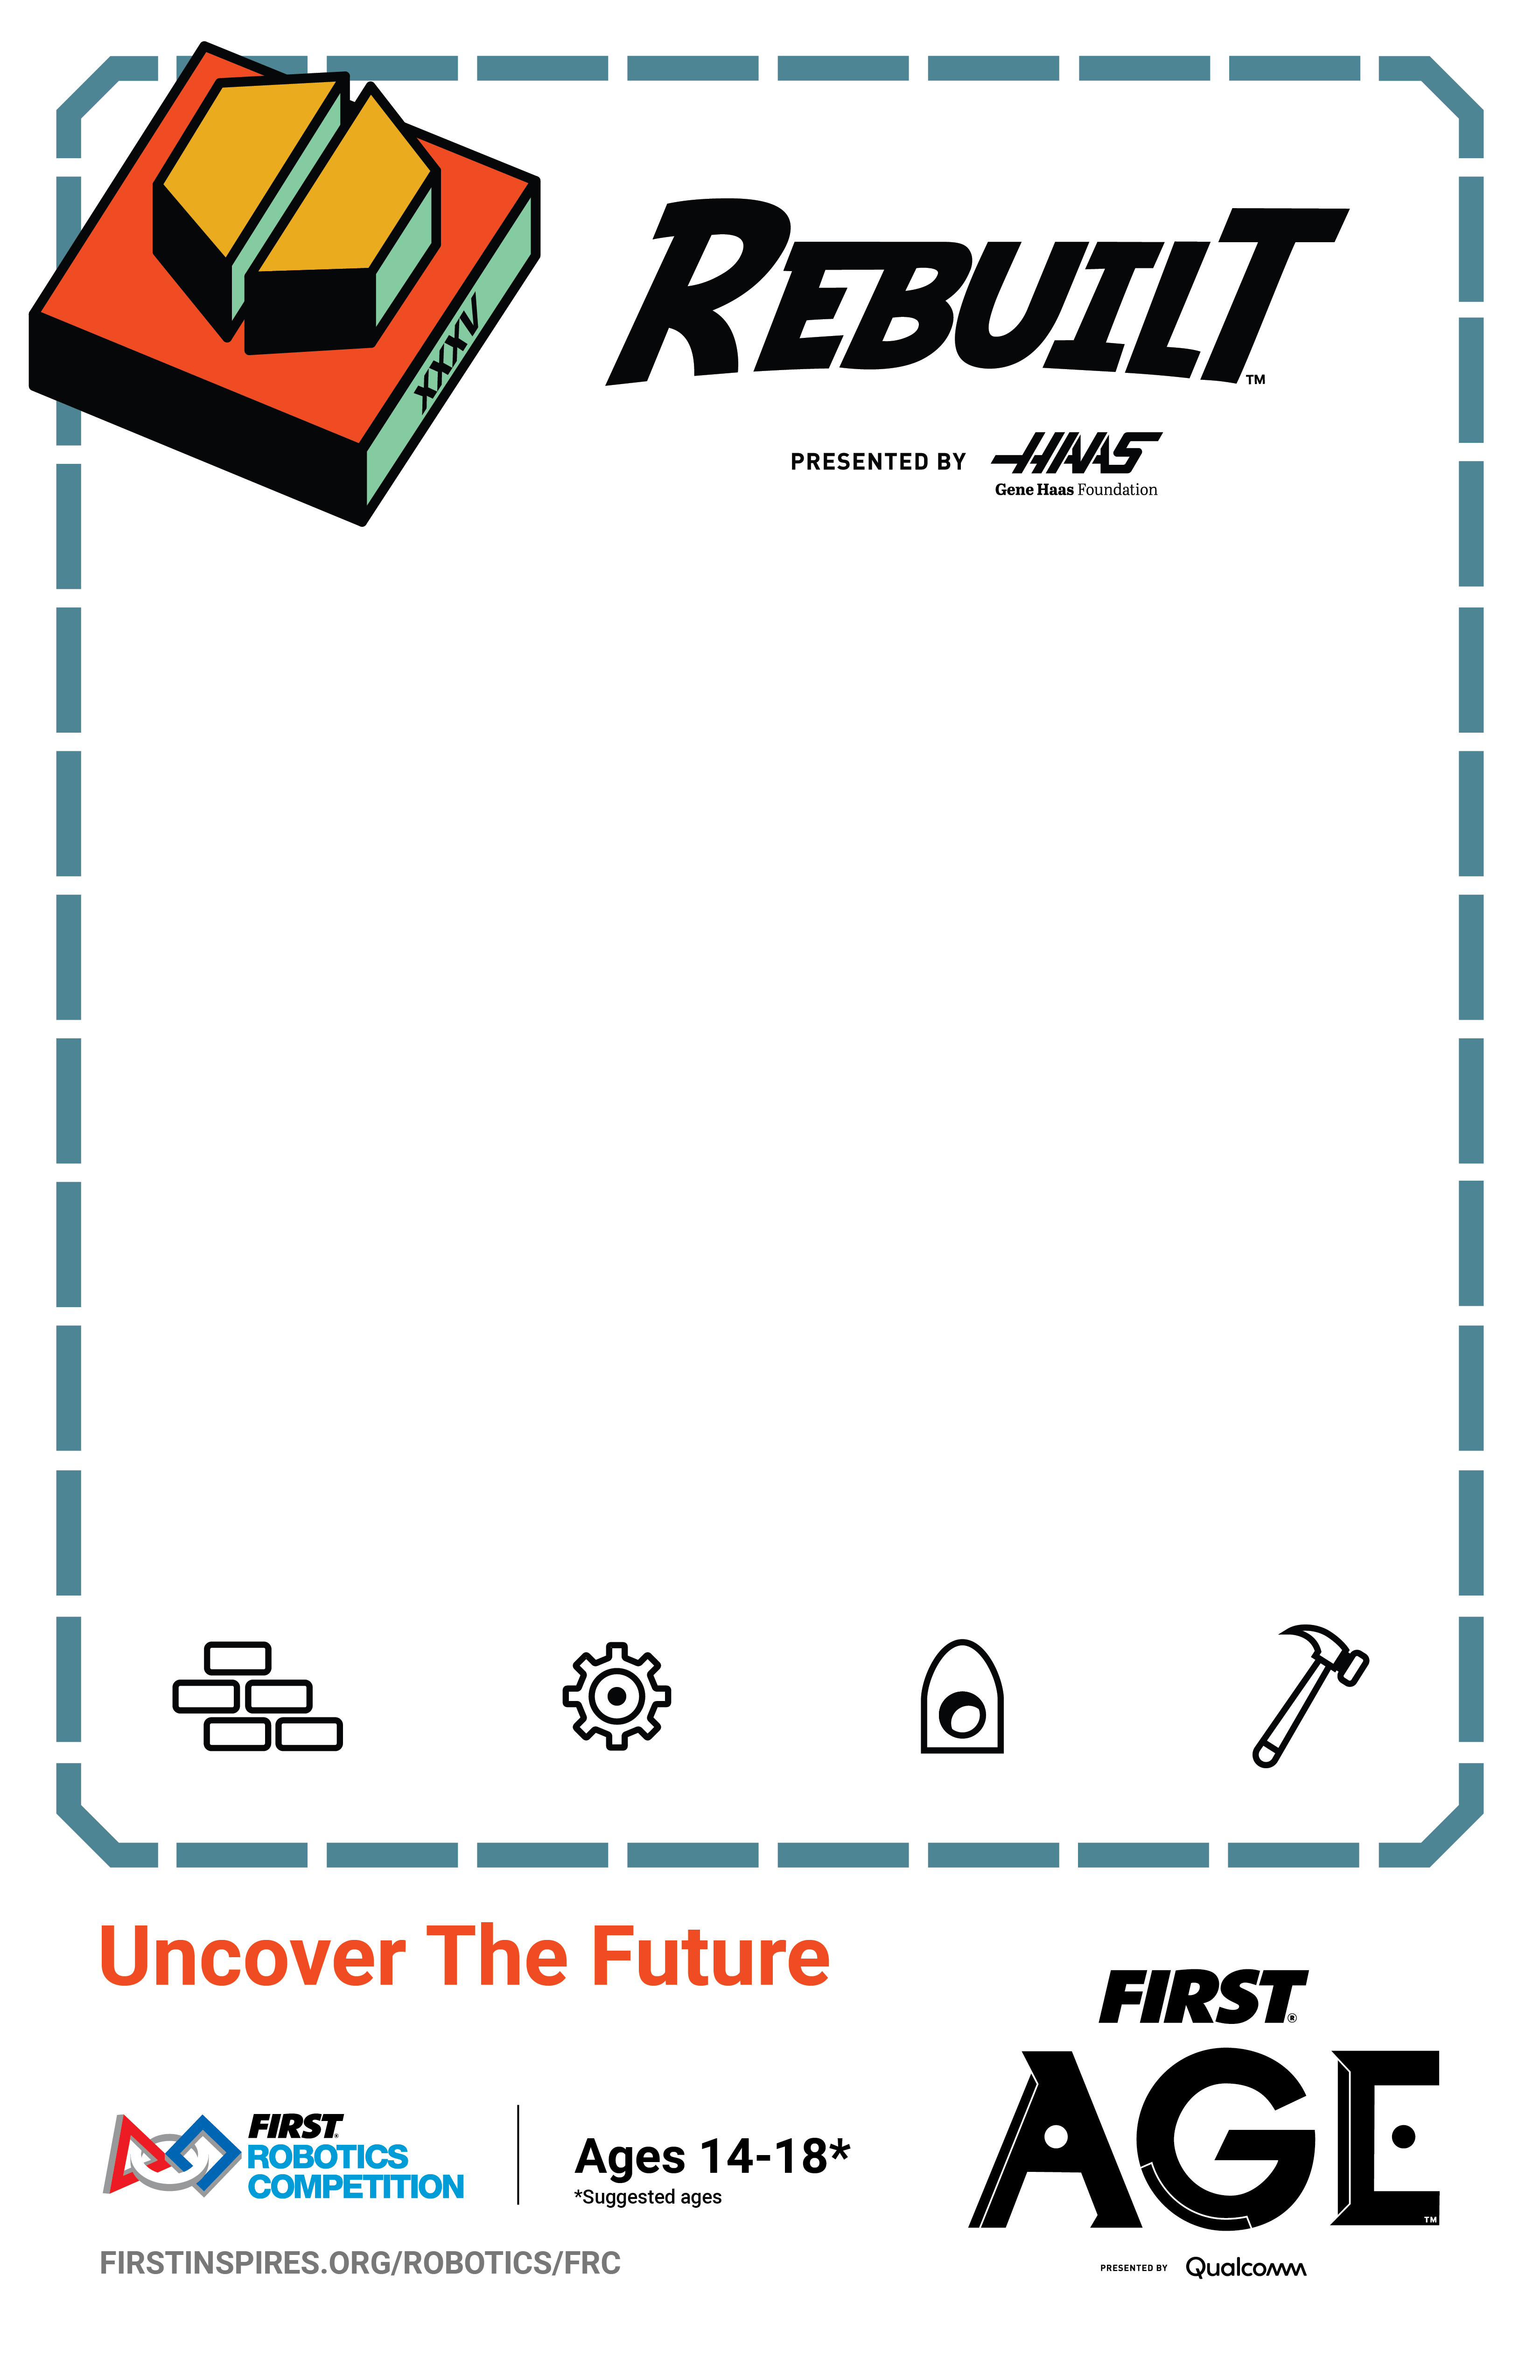 XXXV
REBUILT™
PRESENTED BY HAAS
Gene Haas Foundation
Uncover The Future
FIRST®
AGE™
FIRST®
ROBOTICS
COMPETITION
Ages 14-18*
*Suggested ages
FIRSTINSPIRES.ORG/ROBOTICS/FRC
PRESENTED BY Qualcomm